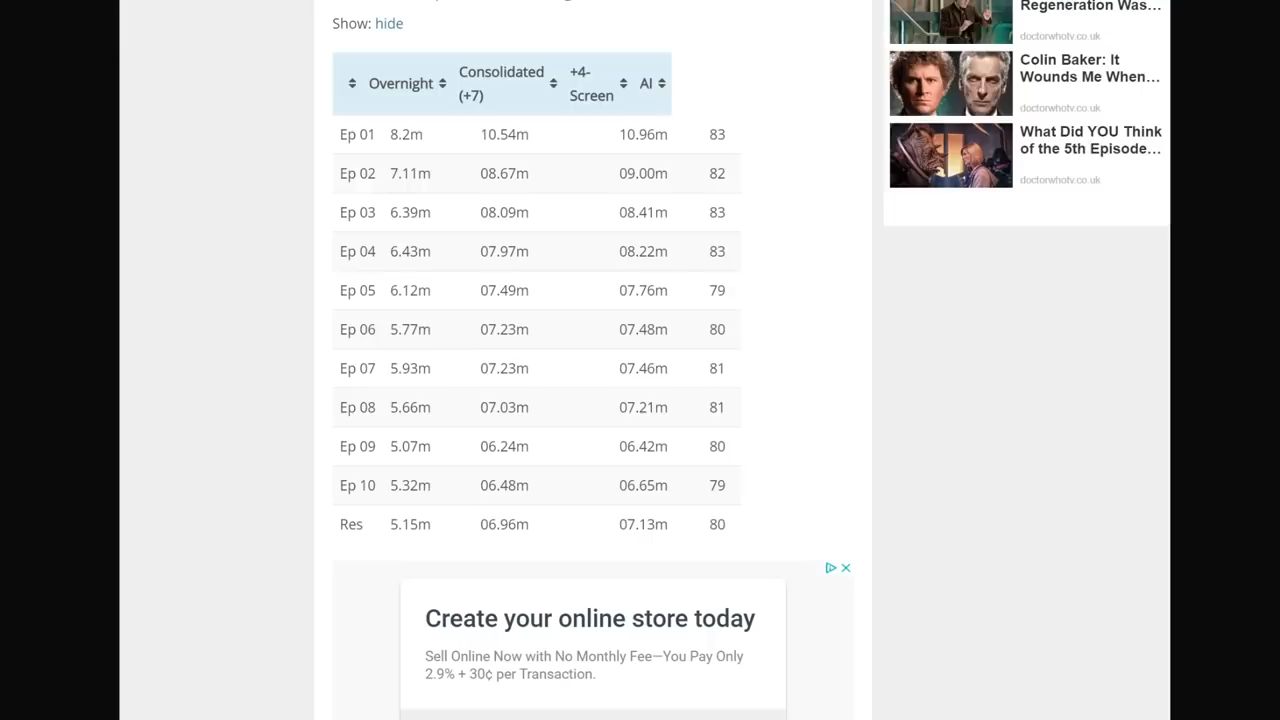 Show: hide
Overnight Consolidated (+7) +4-Screen AI
Ep 01 8.2m 10.54m 10.96m 83
Ep 02 7.11m 08.67m 09.00m 82
Ep 03 6.39m 08.09m 08.41m 83
Ep 04 6.43m 07.97m 08.22m 83
Ep 05 6.12m 07.49m 07.76m 79
Ep 06 5.77m 07.23m 07.48m 80
Ep 07 5.93m 07.23m 07.46m 81
Ep 08 5.66m 07.03m 07.21m 81
Ep 09 5.07m 06.24m 06.42m 80
Ep 10 5.32m 06.48m 06.65m 79
Res 5.15m 06.96m 07.13m 80
Create your online store today
Sell Online Now with No Monthly Fee—You Pay Only
2.9% + 30¢ per Transaction.
Regeneration Was...
doctorwhotv.co.uk
Colin Baker: It
Wounds Me When...
doctorwhotv.co.uk
What Did YOU Think
of the 5th Episode...
doctorwhotv.co.uk